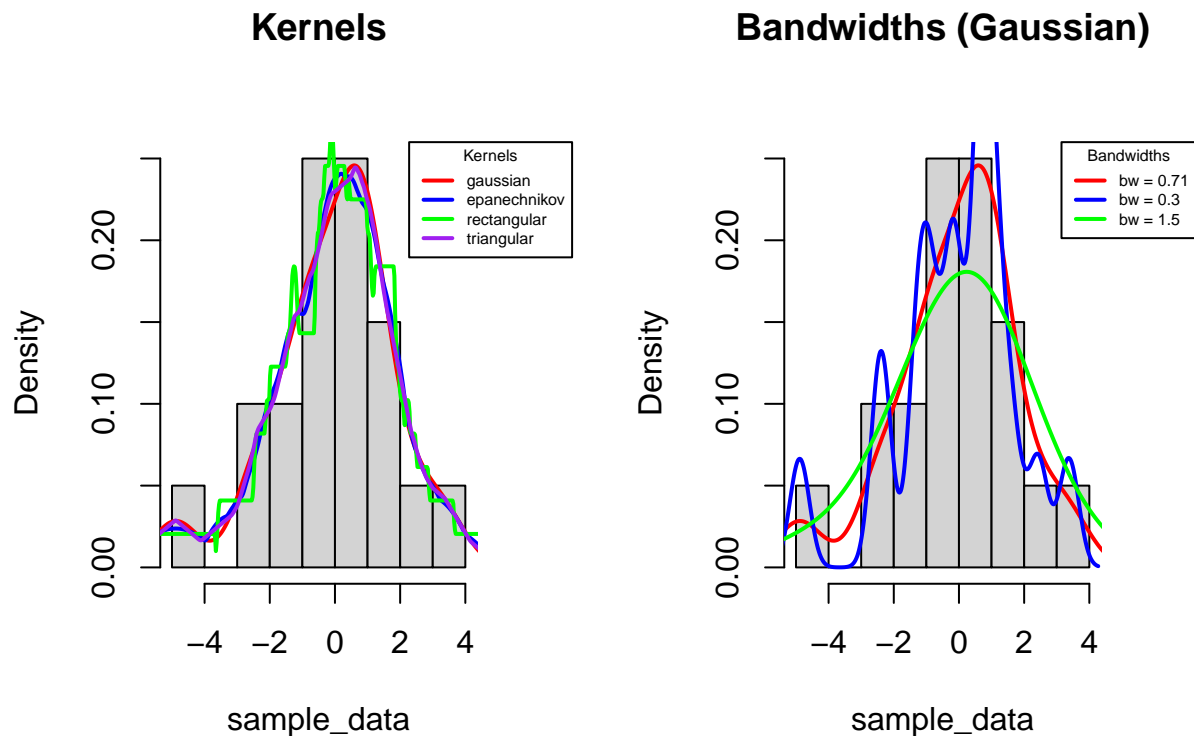 Kernels
Density
0.00
0.10
0.20
−4
−2
0
2
4
sample_data
Kernels
gaussian
epanechnikov
rectangular
triangular
Bandwidths (Gaussian)
Density
0.00
0.10
0.20
−4
−2
0
2
4
sample_data
Bandwidths
bw = 0.71
bw = 0.3
bw = 1.5